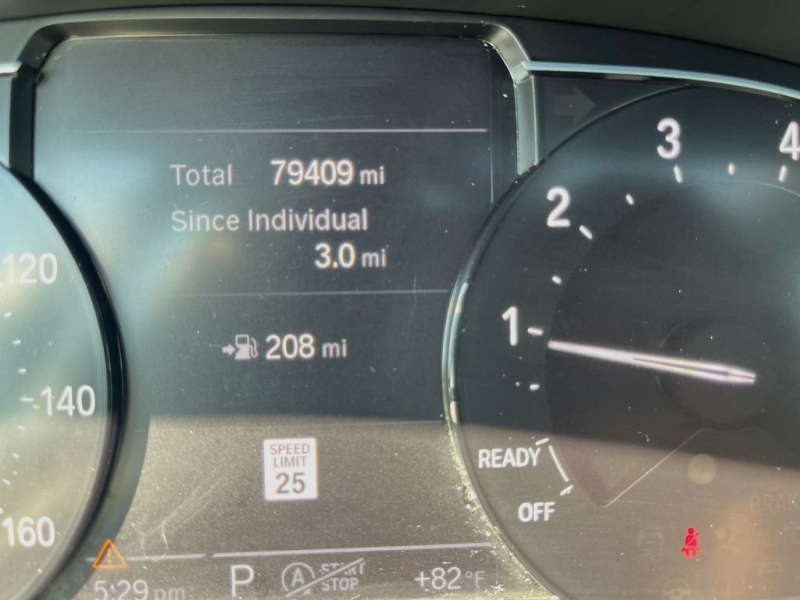 Total 79409 mi
Since Individual
3.0 mi
208 mi
SPEED
LIMIT
25
5:29 pm P A START STOP +82 °F
120
140
160
1
2
3
4
READY
OFF